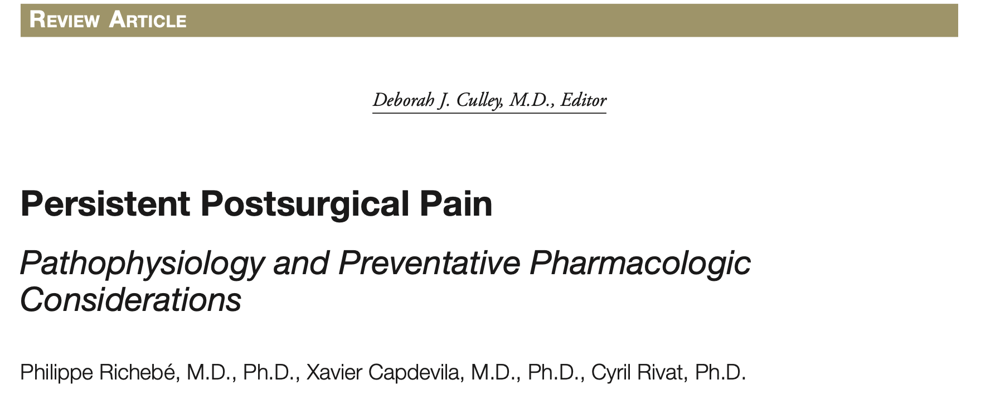 REVIEW ARTICLE
Deborah J. Culley, M.D., Editor
Persistent Postsurgical Pain
Pathophysiology and Preventative Pharmacologic
Considerations
Philippe Richebé, M.D., Ph.D., Xavier Capdevila, M.D., Ph.D., Cyril Rivat, Ph.D.